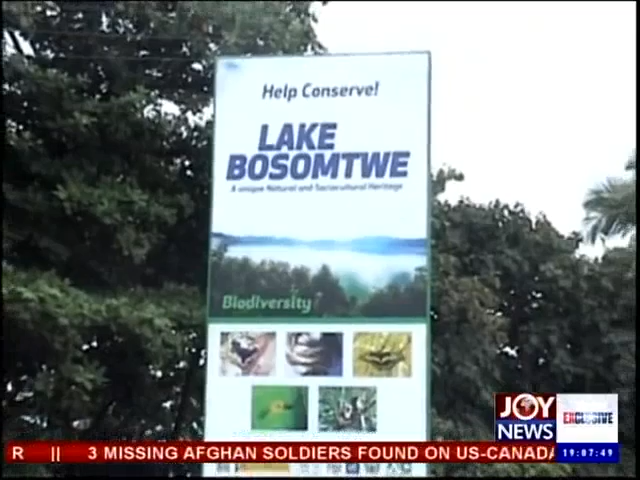 Help Conserve!
LAKE
BOSOMTWE
A unique Natural and Sociocultural Heritage
Biodiversity
JOY
NEWS
EXCLUSIVE
R || 3 MISSING AFGHAN SOLDIERS FOUND ON US-CANADA
19:07:49